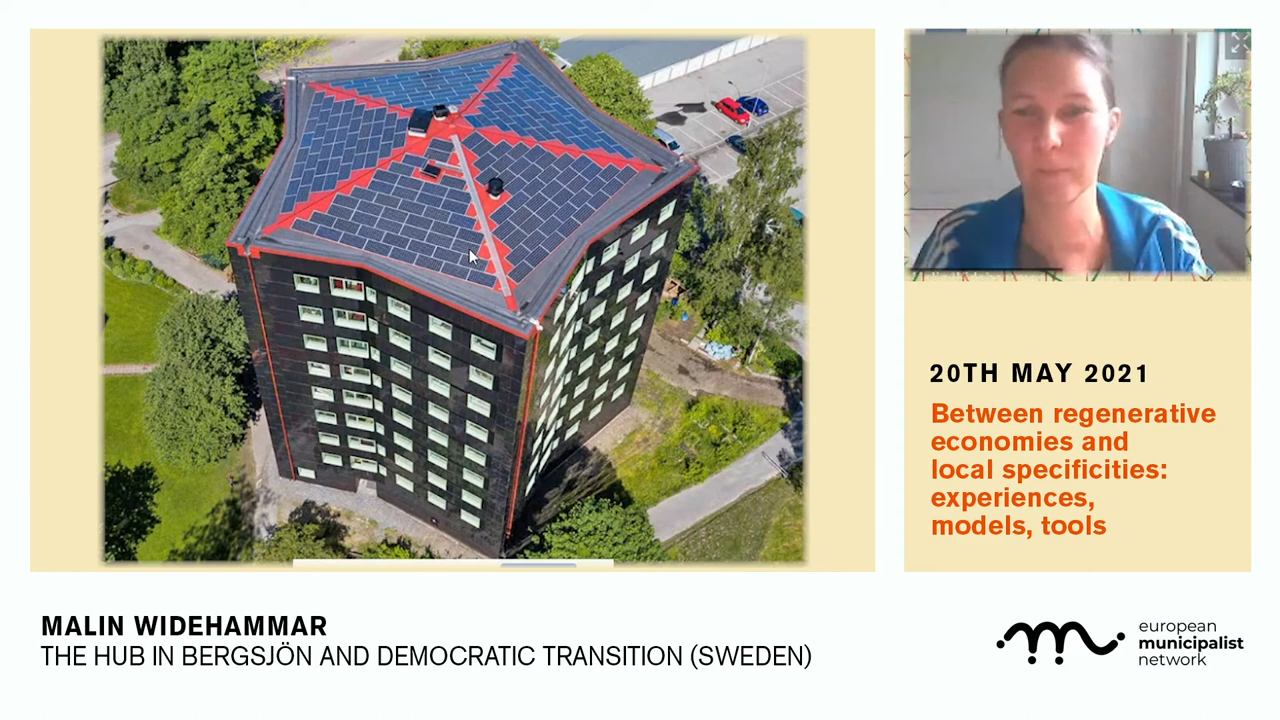 20TH MAY 2021
Between regenerative
economies and
local specificities:
experiences,
models, tools
MALIN WIDEHAMMAR
THE HUB IN BERGSJÖN AND DEMOCRATIC TRANSITION (SWEDEN)
european
municipalist
network